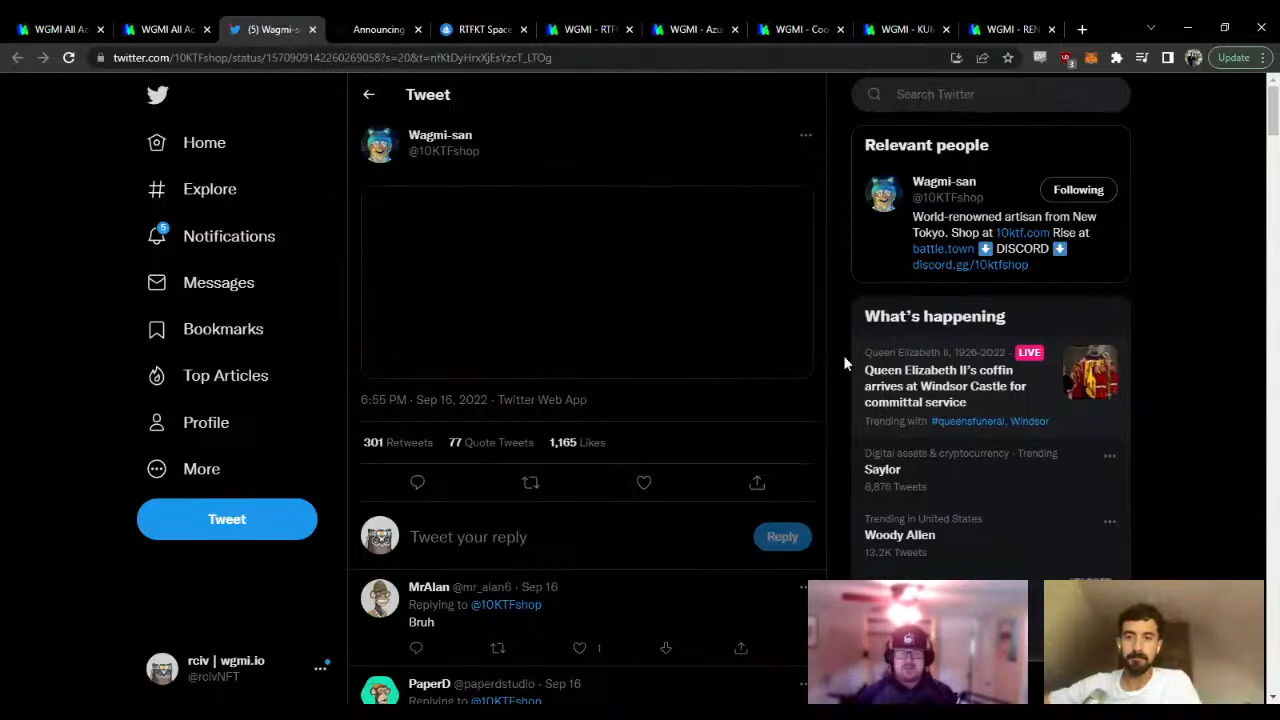 WGMI All Ac
WGMI All Ac
(5) Wagmi-s
Announcing
RTFKT Space
WGMI - RTF
WGMI - Azu
WGMI - Coo
WGMI - KUM
WGMI - REN
twitter.com/10KTFshop/status/1570909142260269058?s=20&t=nfKtDyHrxXjEsYzcT_LTOg
3
Update
Home
Explore
5
Notifications
Messages
Bookmarks
Top Articles
Profile
More
Tweet
rciv | wgmi.io
@rcivNFT
Tweet
Wagmi-san
@10KTFshop
6:55 PM · Sep 16, 2022 · Twitter Web App
301 Retweets 77 Quote Tweets 1,165 Likes
Tweet your reply
Reply
MrAlan @mr_alan6 · Sep 16
Replying to @10KTFshop
Bruh
1
PaperD @paperdstudio · Sep 16
Replying to @10KTFshop
Search Twitter
Relevant people
Wagmi-san
@10KTFshop
Following
World-renowned artisan from New
Tokyo. Shop at 10ktf.com Rise at
battle.town ⬇️ DISCORD ⬇️
discord.gg/10ktfshop
What's happening
Queen Elizabeth II, 1926-2022 · LIVE
Queen Elizabeth II's coffin
arrives at Windsor Castle for
committal service
Trending with #queensfuneral, Windsor
Digital assets & cryptocurrency · Trending
Saylor
6,876 Tweets
Trending in United States
Woody Allen
13.2K Tweets